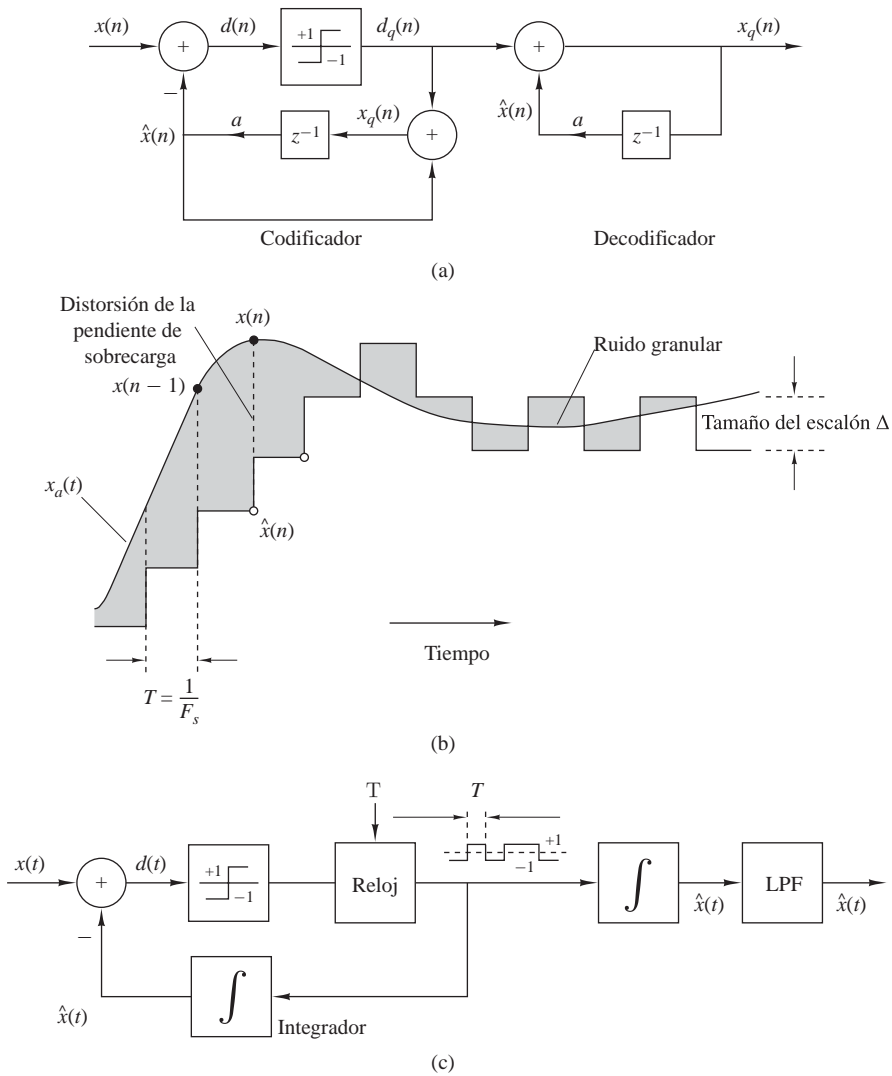 x(n) d(n) +1 −1 d_q(n) x_q(n)
+ +
−
x̂(n) a z⁻¹ x_q(n) + x̂(n) a z⁻¹
Codificador Decodificador
(a)
Distorsión de la
pendiente de
sobrecarga
x(n)
x(n − 1)
Ruido granular
Tamaño del escalón Δ
x_a(t)
x̂(n)
Tiempo
T = 1/F_s
(b)
T T
x(t) + d(t) +1 −1 Reloj +1 −1 ∫ x̂(t) LPF x̂(t)
−
x̂(t) ∫ Integrador
(c)